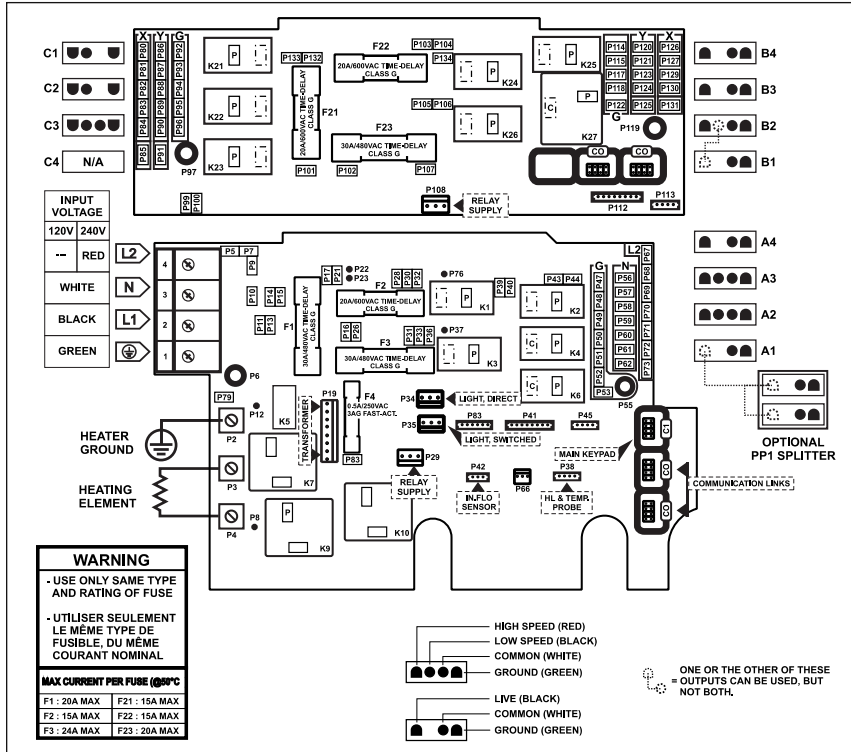 C1
C2
C3
C4 N/A
X Y G
P80 P86 P92
P81 P87 P93
P82 P88 P94
P83 P89 P95
P84 P90 P96
P85 P91
P97
P99
P100
K21
K22
K23
P133 P132
F21
20A/600VAC TIME-DELAY
CLASS G
P101
F22
20A/600VAC TIME-DELAY
CLASS G
P103 P104
P134
K24
P105 P106
F23
30A/480VAC TIME-DELAY
CLASS G
P102
P107
K26
K25
K27
C
P
P108
RELAY
SUPPLY
Y X
P114 P120 P126
P115 P121 P127
P117 P123 P129
P118 P124 P130
P122 P125 P131
G
P119
CO
CO
P112
P113
B4
B3
B2
B1
INPUT
VOLTAGE
120V 240V
--- RED
WHITE
BLACK
GREEN
L2
N
L1
4
3
2
1
P5 P7
P9
P10
P14
P15
P11
P13
P6
P17
P21
P22
P23
F1
30A/480VAC TIME-DELAY
CLASS G
P28
P30
P32
F2
20A/600VAC TIME-DELAY
CLASS G
P16
P26
P31
P33
P36
F3
30A/480VAC TIME-DELAY
CLASS G
P76
K1
P39
P40
P37
K3
P43 P44
K2
K4
K6
C
G N
L2
P47
P48
P49
P50
P51
P52
P53
P56
P57
P58
P59
P60
P61
P62
P55
P67
P68
P69
P70
P71
P72
P73
A4
A3
A2
A1
OPTIONAL
PP1 SPLITTER
P79
P12
K5
P2
P3
P4
P8
HEATER
GROUND
HEATING
ELEMENT
P19
TRANSFORMER
F4
0.5A/250VAC
3AG FAST-ACT.
P83
K7
K9
K10
P34
LIGHT, DIRECT
P35
LIGHT, SWITCHED
P29
RELAY
SUPPLY
P83
P41
P45
P42
IN.FLO
SENSOR
P66
P38
HL & TEMP.
PROBE
MAIN KEYPAD
C1
CO
CO
COMMUNICATION LINKS
WARNING
- USE ONLY SAME TYPE
AND RATING OF FUSE
- UTILISER SEULEMENT
LE MÊME TYPE DE
FUSIBLE, DU MÊME
COURANT NOMINAL
MAX CURRENT PER FUSE (@50°C
F1 : 20A MAX F21 : 15A MAX
F2 : 15A MAX F22 : 15A MAX
F3 : 24A MAX F23 : 20A MAX
HIGH SPEED (RED)
LOW SPEED (BLACK)
COMMON (WHITE)
GROUND (GREEN)
LIVE (BLACK)
COMMON (WHITE)
GROUND (GREEN)
ONE OR THE OTHER OF THESE
= OUTPUTS CAN BE USED, BUT
NOT BOTH.